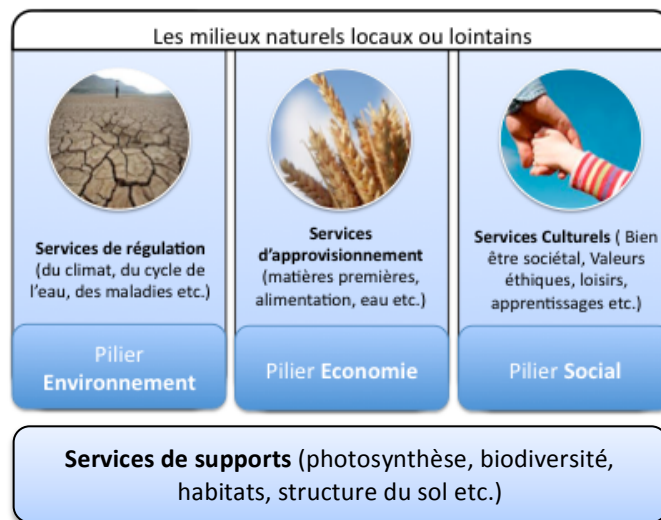 Les milieux naturels locaux ou lointains
Services de régulation
(du climat, du cycle de
l'eau, des maladies etc.)
Pilier
Environnement
Services
d'approvisionnement
(matières premières,
alimentation, eau etc.)
Pilier Economie
Services Culturels ( Bien
être sociétal, Valeurs
éthiques, loisirs,
apprentissages etc.)
Pilier Social
Services de supports (photosynthèse, biodiversité,
habitats, structure du sol etc.)